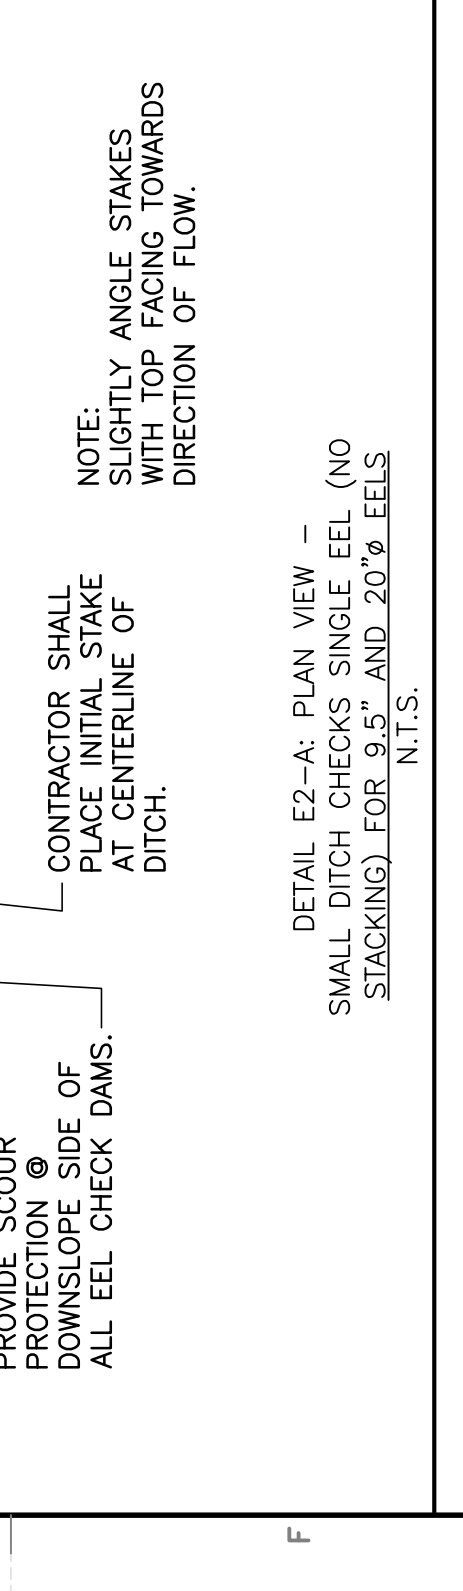 PROVIDE SCOUR
PROTECTION @
DOWNSLOPE SIDE OF
ALL EEL CHECK DAMS.
CONTRACTOR SHALL
PLACE INITIAL STAKE
AT CENTERLINE OF
DITCH.
NOTE:
SLIGHTLY ANGLE STAKES
WITH TOP FACING TOWARDS
DIRECTION OF FLOW.
DETAIL E2-A: PLAN VIEW -
SMALL DITCH CHECKS SINGLE EEL (NO
STACKING) FOR 9.5" AND 20"ø EELS
N.T.S.
F